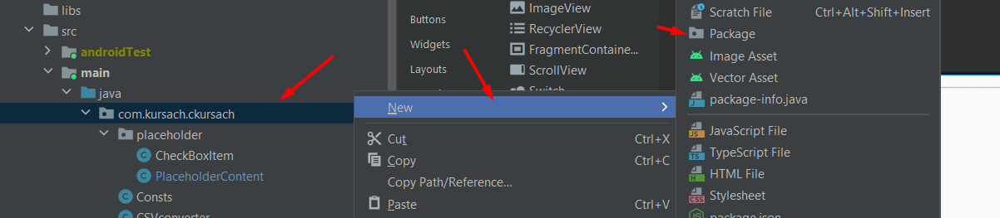 libs
src
androidTest
main
java
com.kursach.ckursach
placeholder
CheckBoxItem
PlaceholderContent
Consts
CSVconverter
Buttons
Widgets
Layouts
ImageView
RecyclerView
FragmentContaine...
ScrollView
Switch
New
Cut Ctrl+X
Copy Ctrl+C
Copy Path/Reference...
Paste Ctrl+V
Scratch File Ctrl+Alt+Shift+Insert
Package
Image Asset
Vector Asset
package-info.java
JavaScript File
TypeScript File
HTML File
Stylesheet
package.json